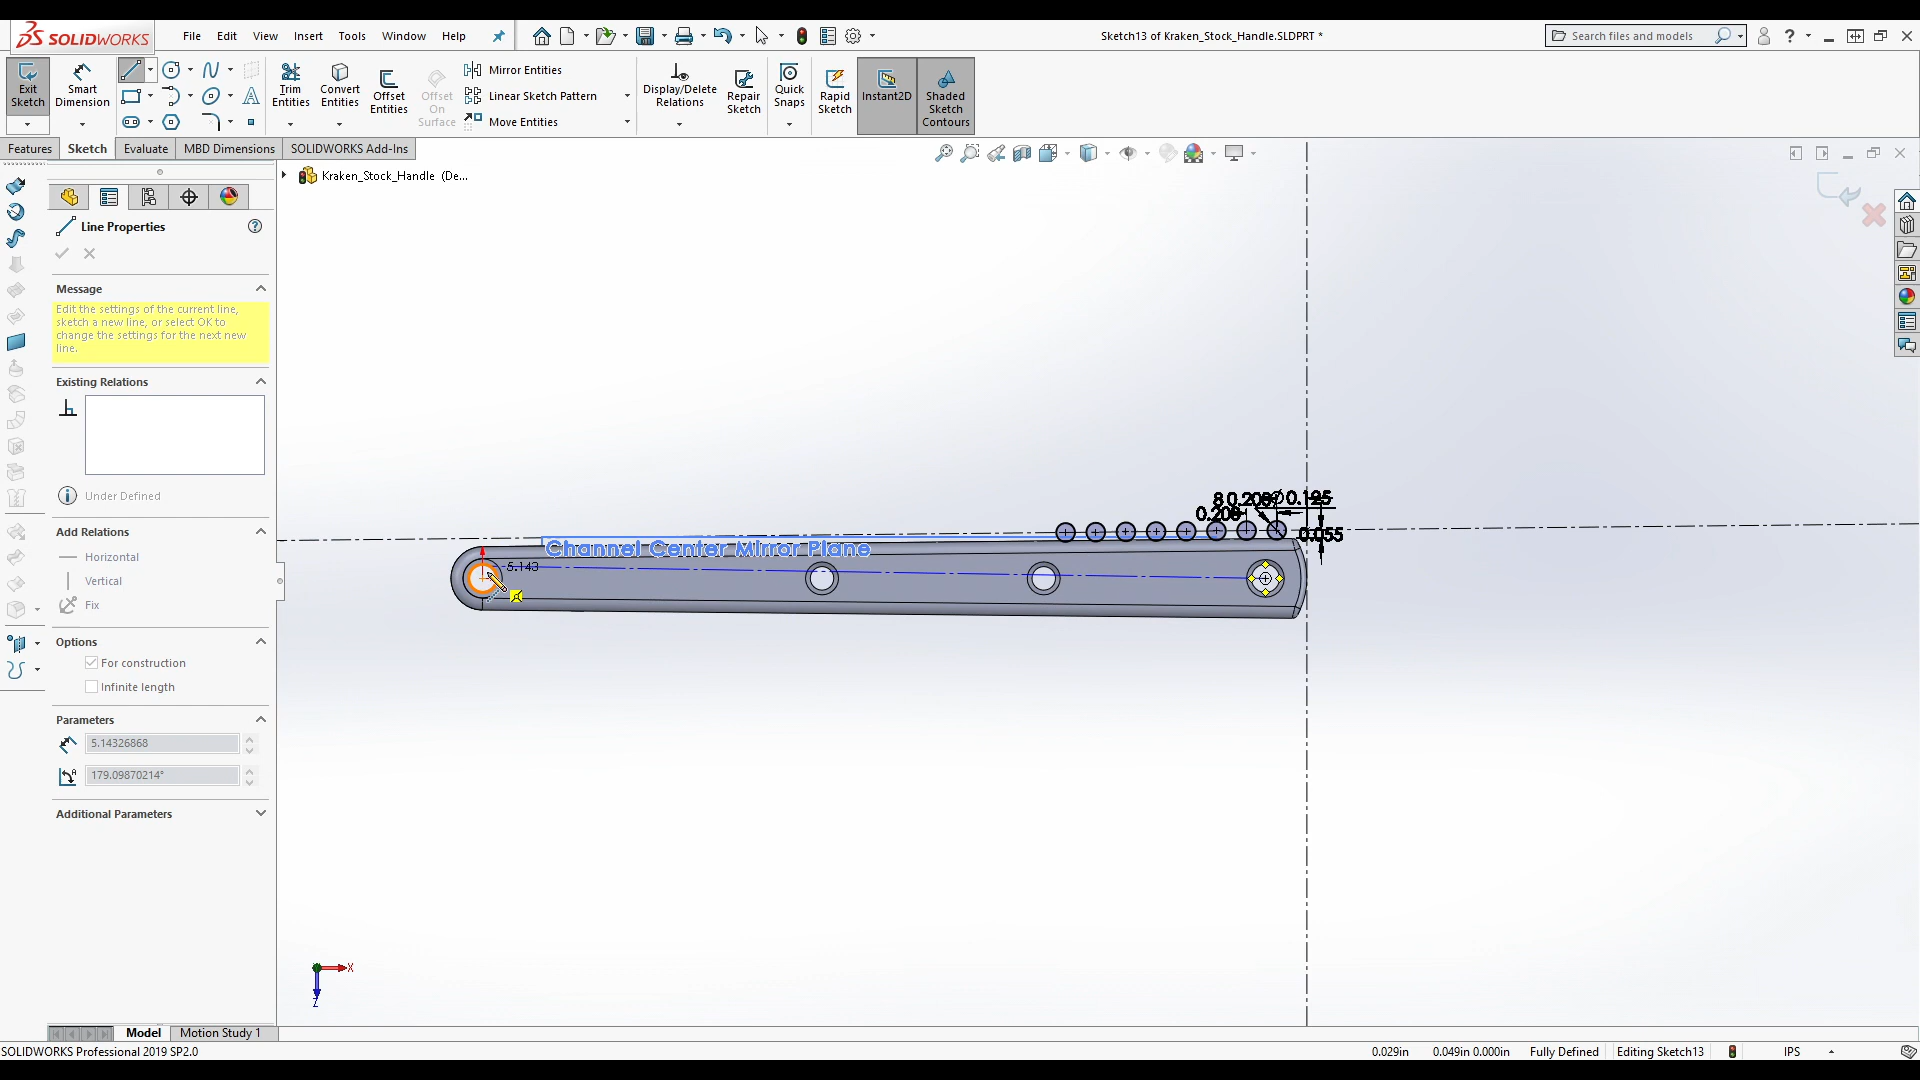 SOLIDWORKS
File Edit View Insert Tools Window Help
Sketch13 of Kraken_Stock_Handle.SLDPRT *
Search files and models
Exit Sketch
Smart Dimension
Trim Entities
Convert Entities
Offset Entities
Offset On Surface
Mirror Entities
Linear Sketch Pattern
Move Entities
Display/Delete Relations
Repair Sketch
Quick Snaps
Rapid Sketch
Instant2D
Shaded Sketch Contours
Features Sketch Evaluate MBD Dimensions SOLIDWORKS Add-Ins
Kraken_Stock_Handle (De...
Line Properties
Message
Edit the settings of the current line,
sketch a new line, or select OK to
change the settings for the next new
line.
Existing Relations
Under Defined
Add Relations
Horizontal
Vertical
Fix
Options
For construction
Infinite length
Parameters
5.14326868
179.09870214°
Additional Parameters
8 0.208 Ø0.195
0.208
0.055
Channel Center Mirror Plane
5.143
X
Z
Model Motion Study 1
SOLIDWORKS Professional 2019 SP2.0
0.029in 0.049in 0.000in Fully Defined Editing Sketch13 IPS